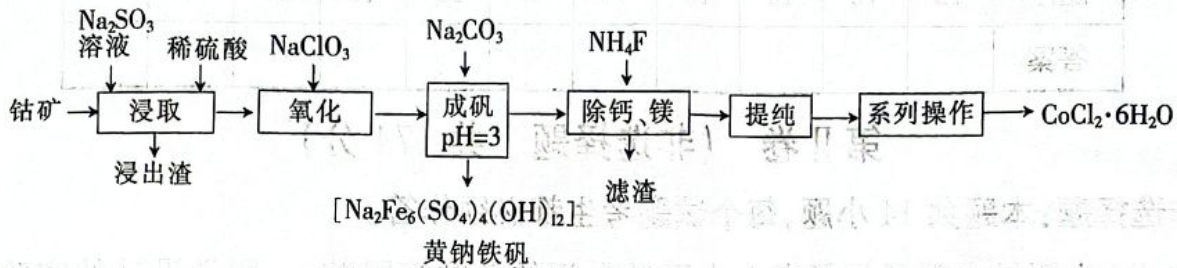 Na₂SO₃
溶液 稀硫酸 NaClO₃ Na₂CO₃ NH₄F
钴矿 浸取 氧化 成矾 除钙、镁 提纯 系列操作 CoCl₂·6H₂O
pH=3
浸出渣 滤渣
[Na₂Fe₆(SO₄)₄(OH)₁₂]
黄钠铁矾
答案